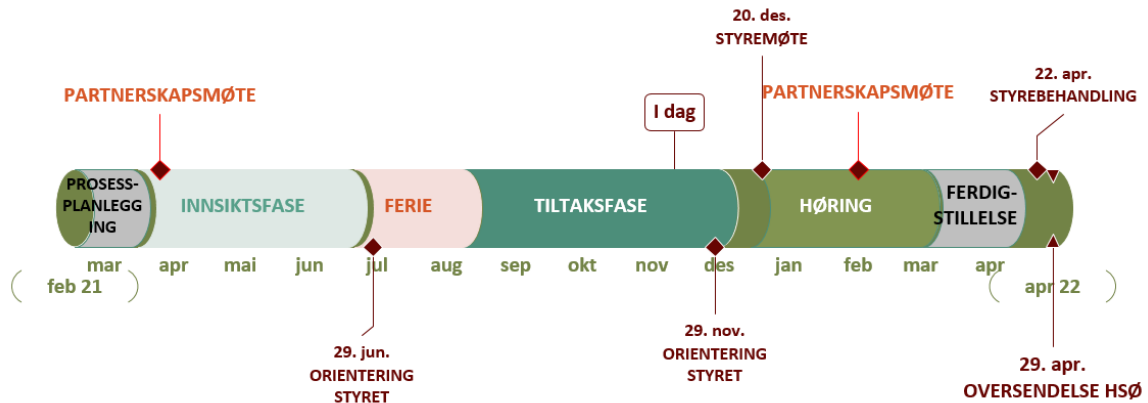 20. des.
STYREMØTE
22. apr.
STYREBEHANDLING
PARTNERSKAPSMØTE
PARTNERSKAPSMØTE
I dag
PROSESS-
PLANLEGG
ING
INNSIKTSFASE
FERIE
TILTAKSFASE
HØRING
FERDIG-
STILLELSE
mar
apr
mai
jun
jul
aug
sep
okt
nov
des
jan
feb
mar
apr
feb 21
apr 22
29. jun.
ORIENTERING
STYRET
29. nov.
ORIENTERING
STYRET
29. apr.
OVERSENDELSE HSØ